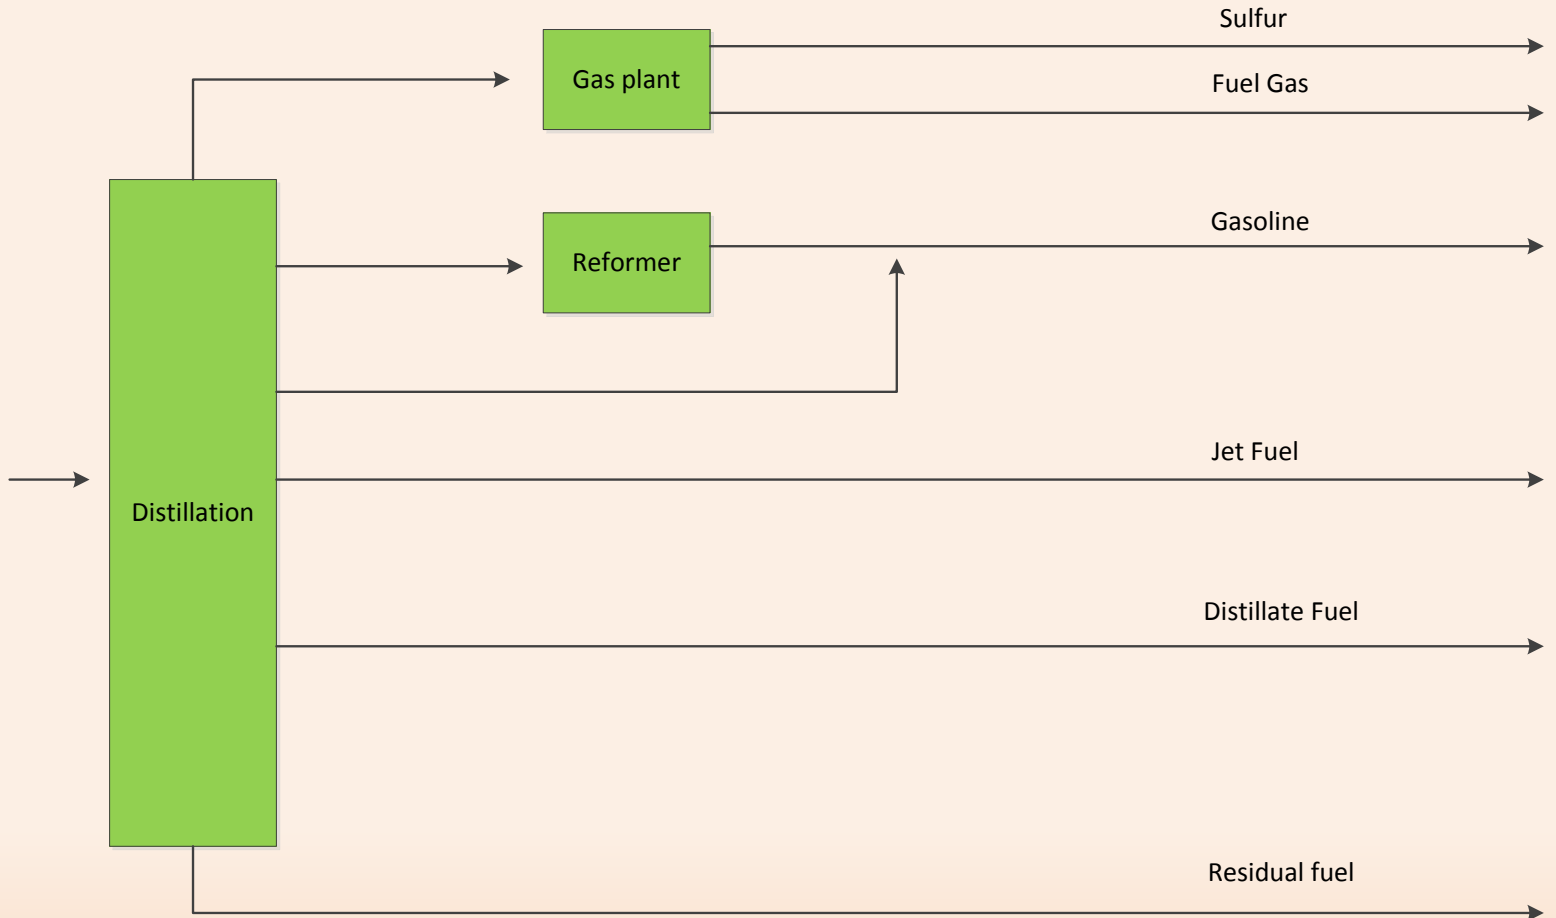 Sulfur
Gas plant
Fuel Gas
Gasoline
Reformer
Jet Fuel
Distillation
Distillate Fuel
Residual fuel